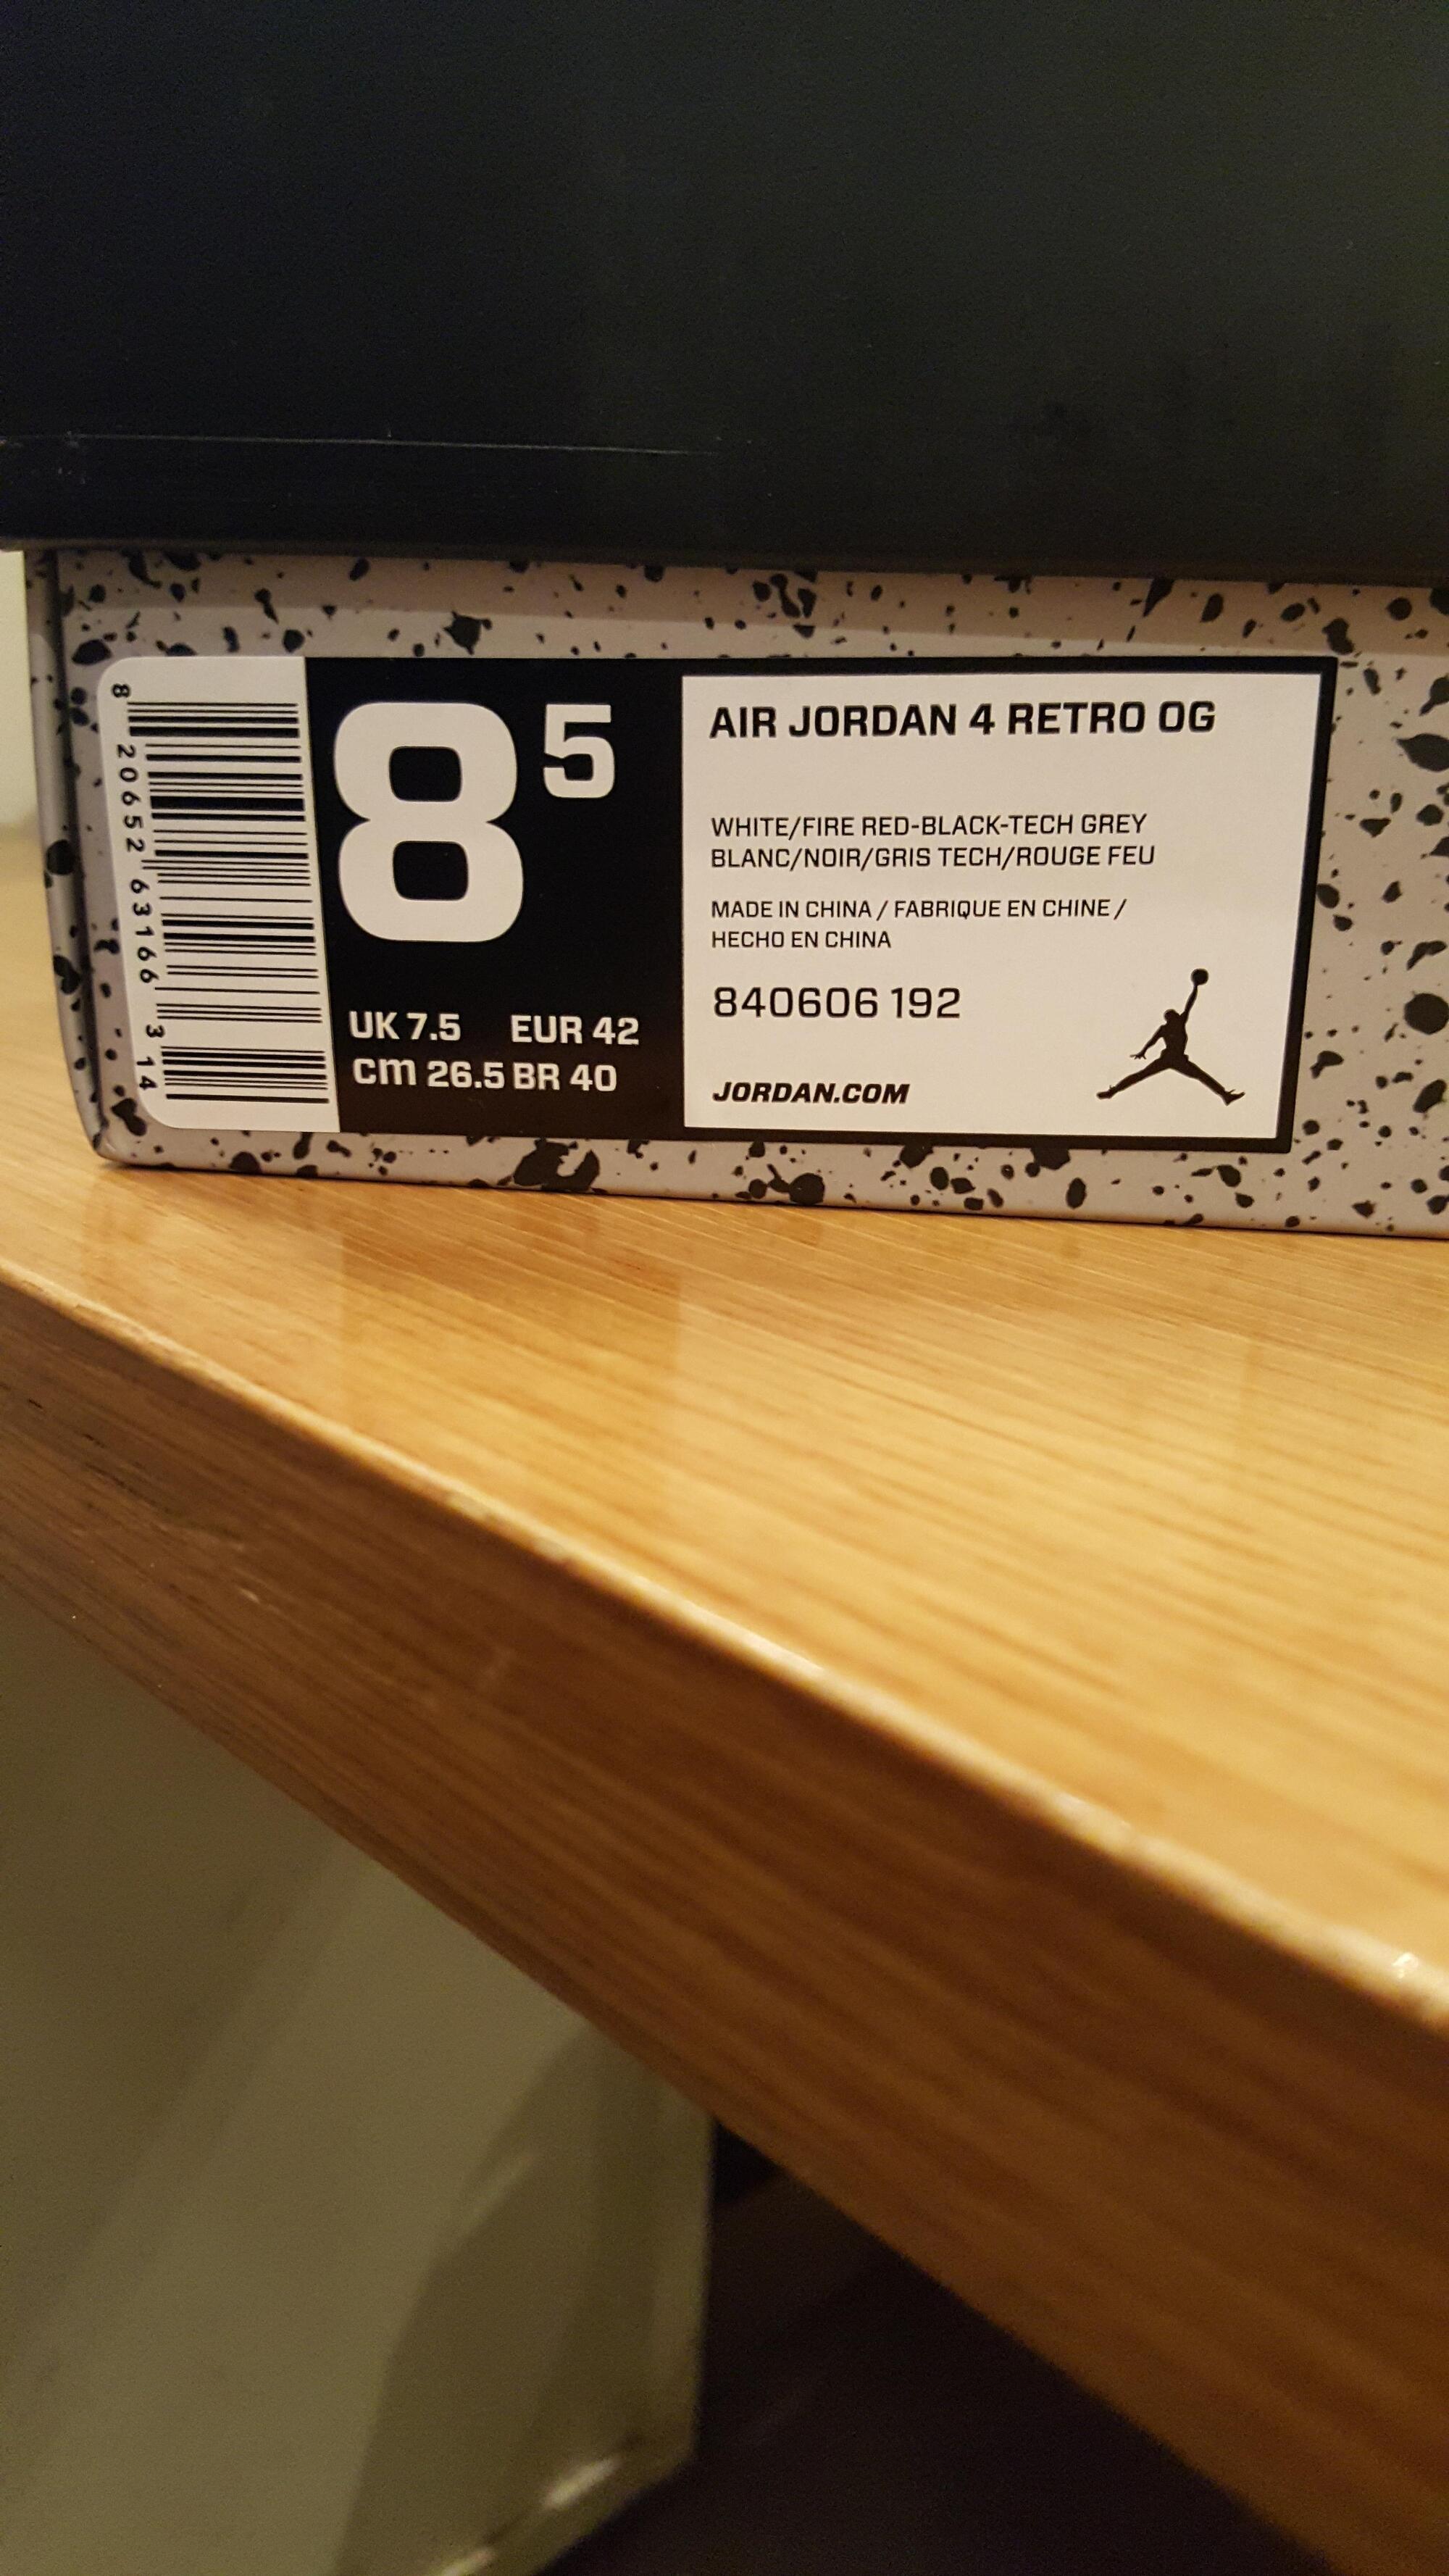 8 20652 63166 3 14
8 5
UK 7.5 EUR 42
cm 26.5 BR 40
AIR JORDAN 4 RETRO OG
WHITE/FIRE RED-BLACK-TECH GREY
BLANC/NOIR/GRIS TECH/ROUGE FEU
MADE IN CHINA / FABRIQUE EN CHINE /
HECHO EN CHINA
840606 192
JORDAN.COM